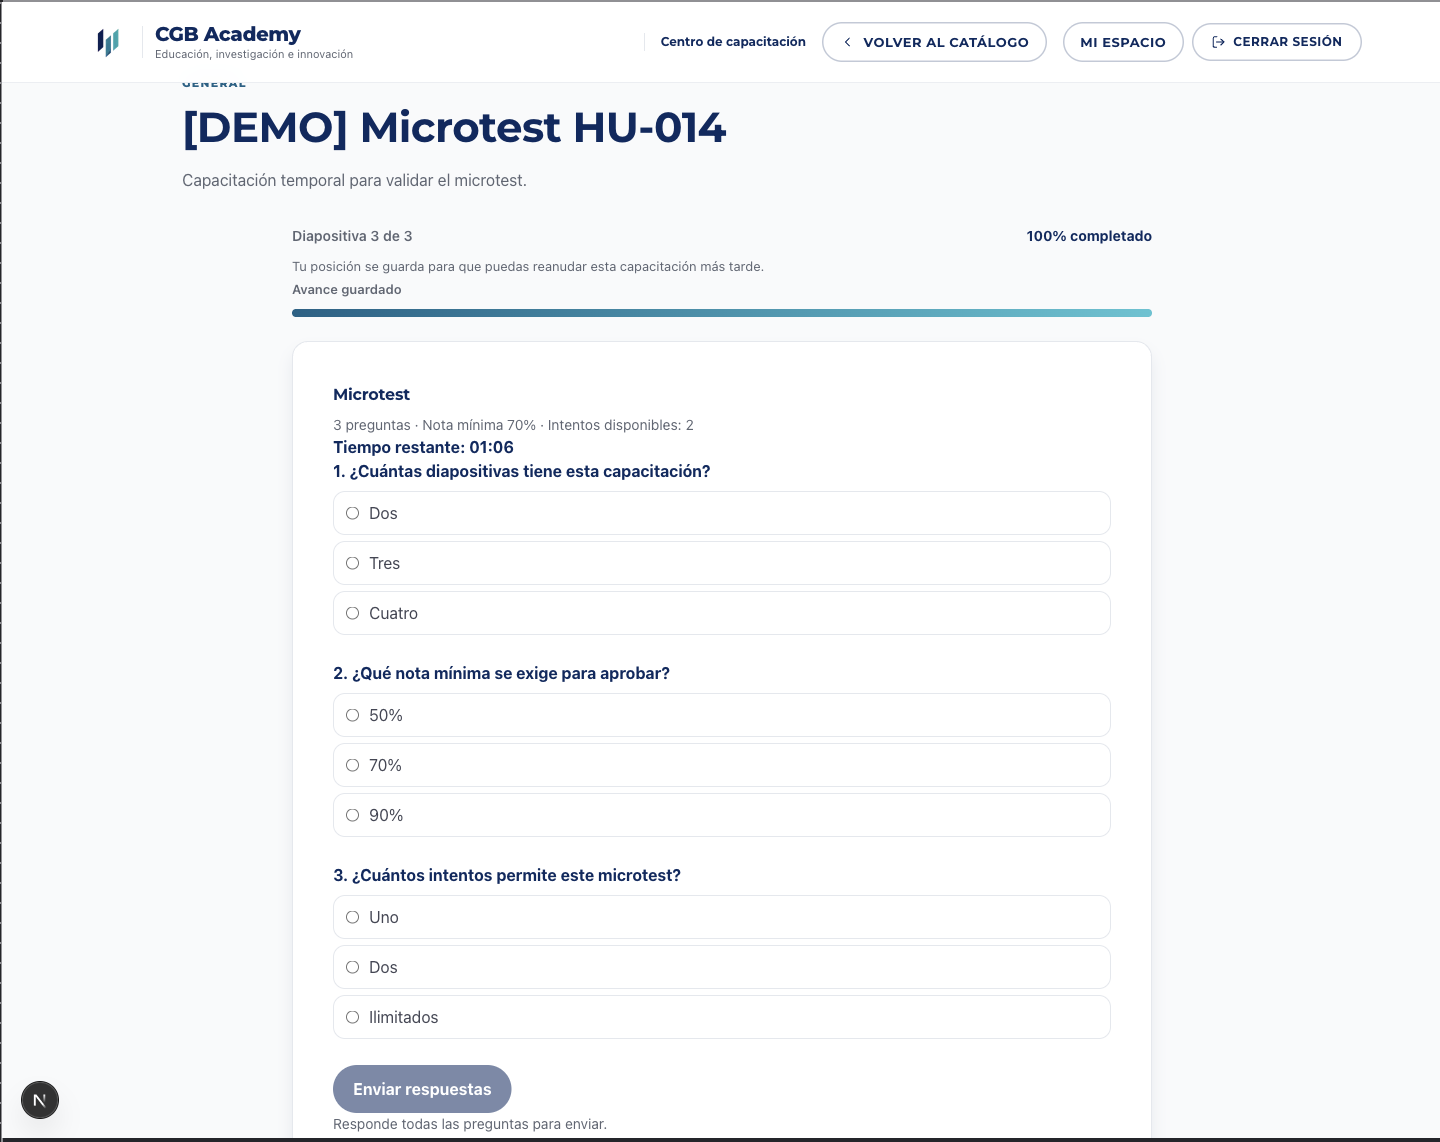 CGB Academy
Educación, investigación e innovación
Centro de capacitación
VOLVER AL CATÁLOGO
MI ESPACIO
CERRAR SESIÓN
GENERAL
[DEMO] Microtest HU-014
Capacitación temporal para validar el microtest.
Diapositiva 3 de 3
100% completado
Tu posición se guarda para que puedas reanudar esta capacitación más tarde.
Avance guardado
Microtest
3 preguntas · Nota mínima 70% · Intentos disponibles: 2
Tiempo restante: 01:06
1. ¿Cuántas diapositivas tiene esta capacitación?
Dos
Tres
Cuatro
2. ¿Qué nota mínima se exige para aprobar?
50%
70%
90%
3. ¿Cuántos intentos permite este microtest?
Uno
Dos
Ilimitados
Enviar respuestas
N
Responde todas las preguntas para enviar.